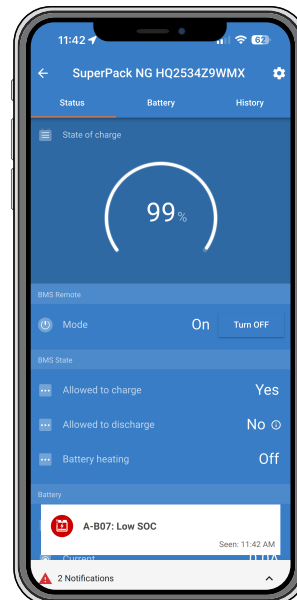 11:42
62
SuperPack NG HQ2534Z9WMX
Status Battery History
State of charge
99%
BMS Remote
Mode On Turn OFF
BMS State
Allowed to charge Yes
Allowed to discharge No
Battery heating Off
Battery
A-B07: Low SOC
Seen: 11:42 AM
Current 0.0A
2 Notifications